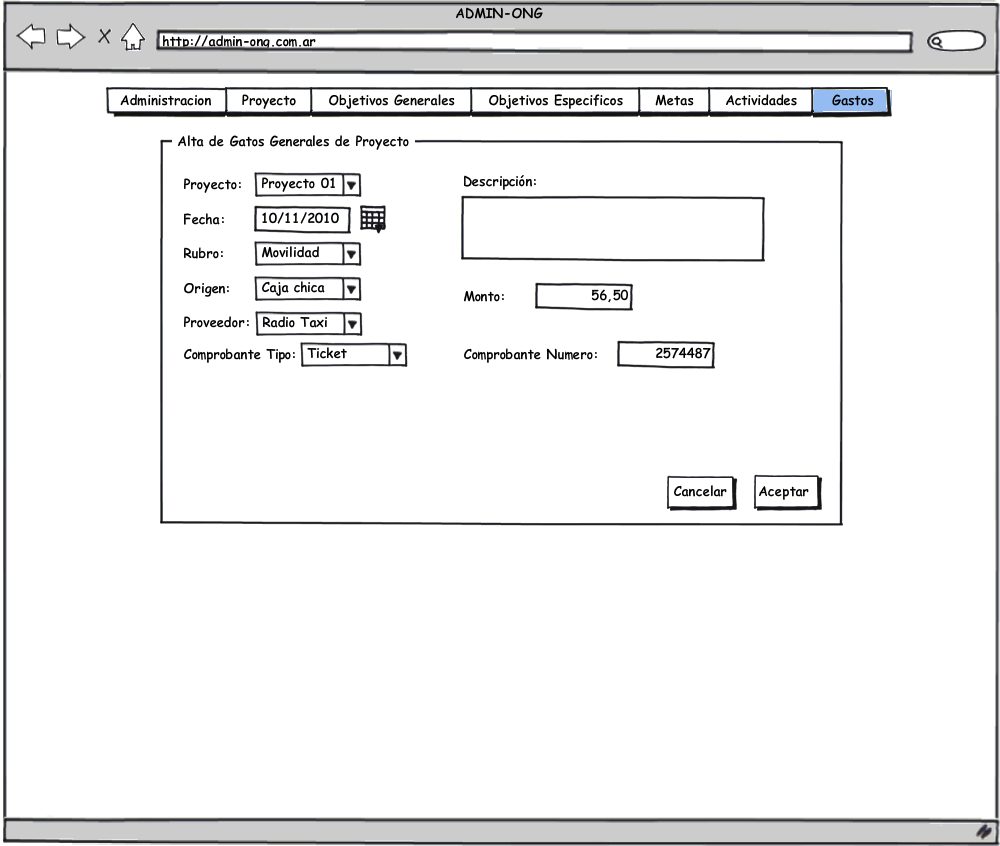 ADMIN-ONG
http://admin-ong.com.ar
Administracion Proyecto Objetivos Generales Objetivos Especificos Metas Actividades Gastos
Alta de Gatos Generales de Proyecto
Proyecto: Proyecto 01
Descripción:
Fecha: 10/11/2010
Rubro: Movilidad
Origen: Caja chica
Monto: 56,50
Proveedor: Radio Taxi
Comprobante Tipo: Ticket
Comprobante Numero: 2574487
Cancelar Aceptar